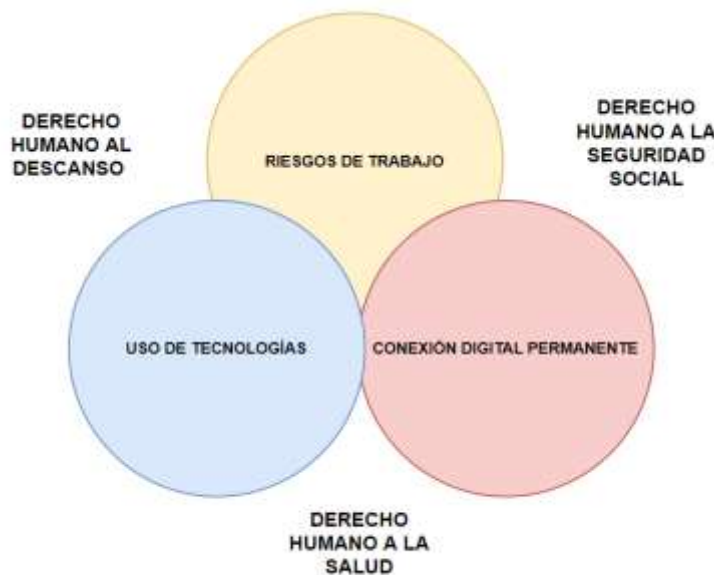 DERECHO
HUMANO AL
DESCANSO
DERECHO
HUMANO A LA
SEGURIDAD
SOCIAL
RIESGOS DE TRABAJO
USO DE TECNOLOGÍAS
CONEXIÓN DIGITAL PERMANENTE
DERECHO
HUMANO A LA
SALUD